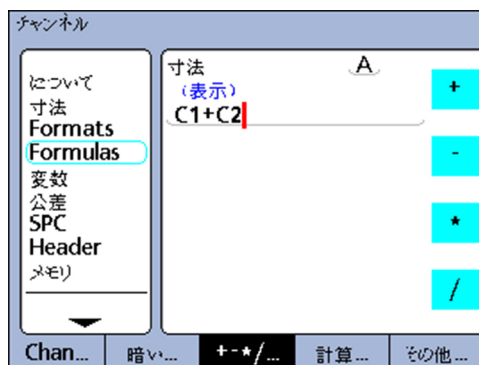 チャンネル
について
寸法
Formats
Formulas
変数
公差
SPC
Header
メモリ
寸法 A
(表示)
C1+C2
+
-
*
/
Chan... 暗い... +-*/... 計算... その他...